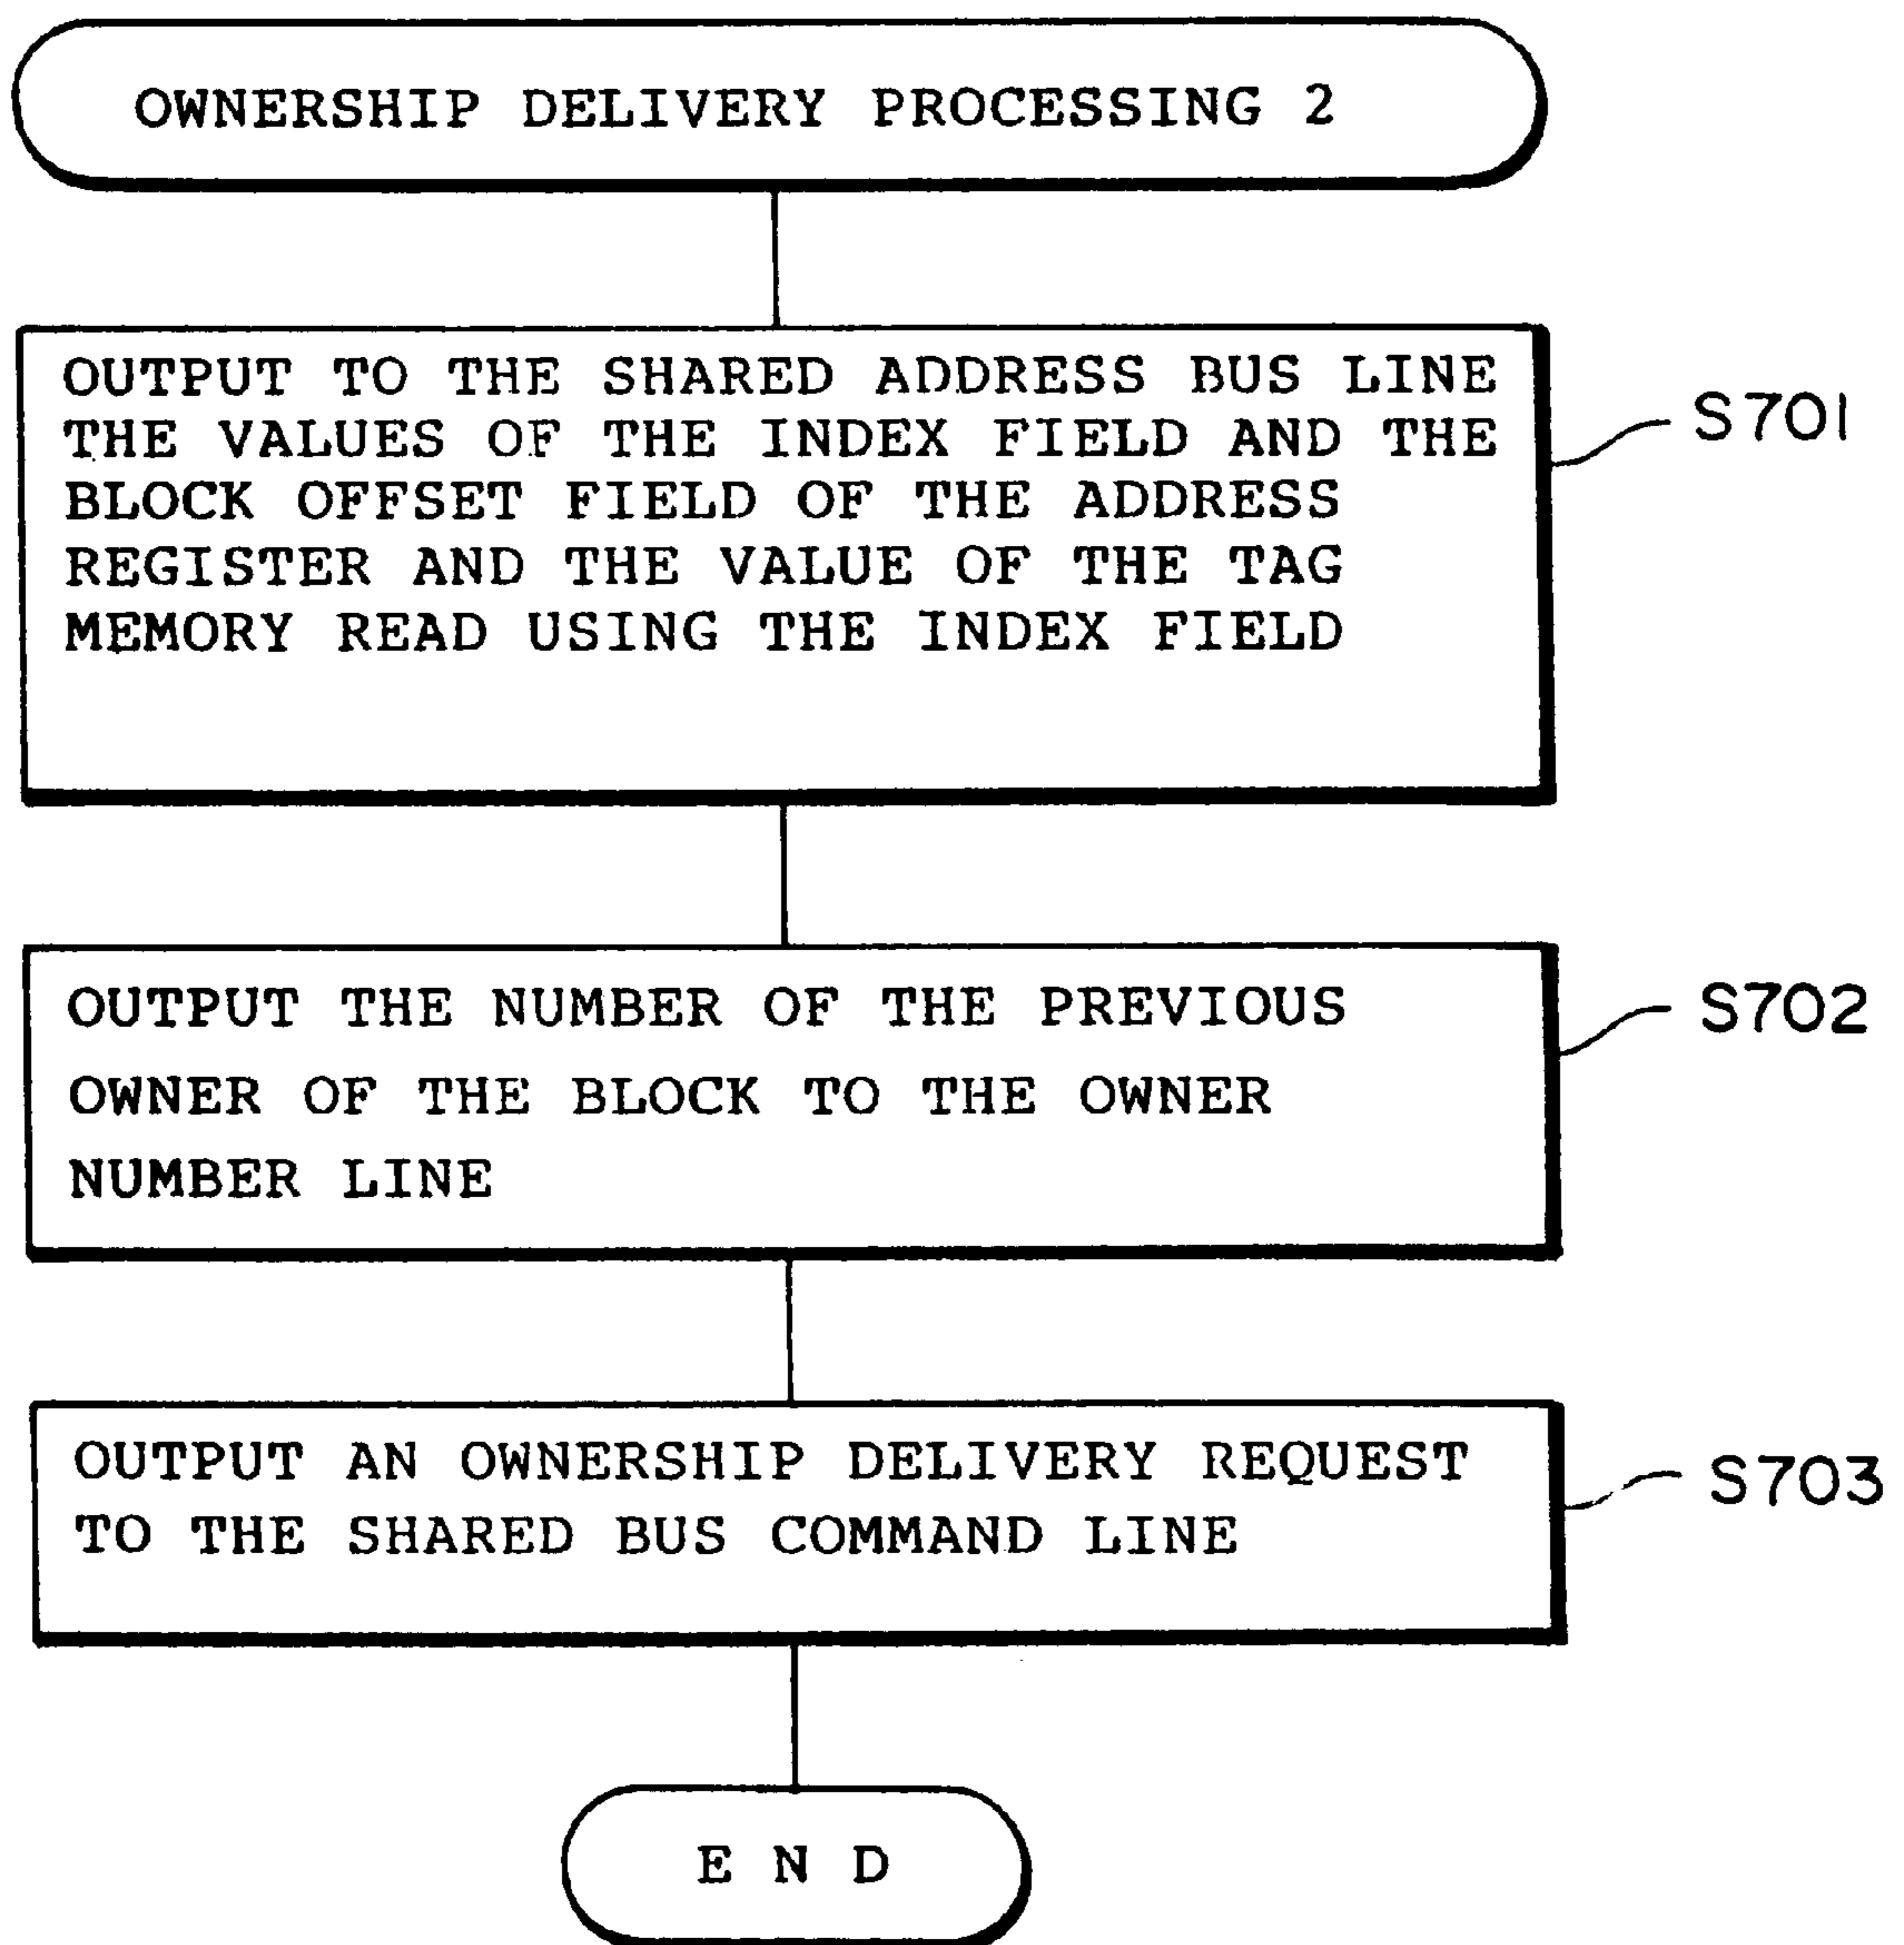 OWNERSHIP DELIVERY PROCESSING 2
OUTPUT TO THE SHARED ADDRESS BUS LINE
THE VALUES OF THE INDEX FIELD AND THE
BLOCK OFFSET FIELD OF THE ADDRESS
REGISTER AND THE VALUE OF THE TAG
MEMORY READ USING THE INDEX FIELD
S701
OUTPUT THE NUMBER OF THE PREVIOUS
OWNER OF THE BLOCK TO THE OWNER
NUMBER LINE
S702
OUTPUT AN OWNERSHIP DELIVERY REQUEST
TO THE SHARED BUS COMMAND LINE
S703
END